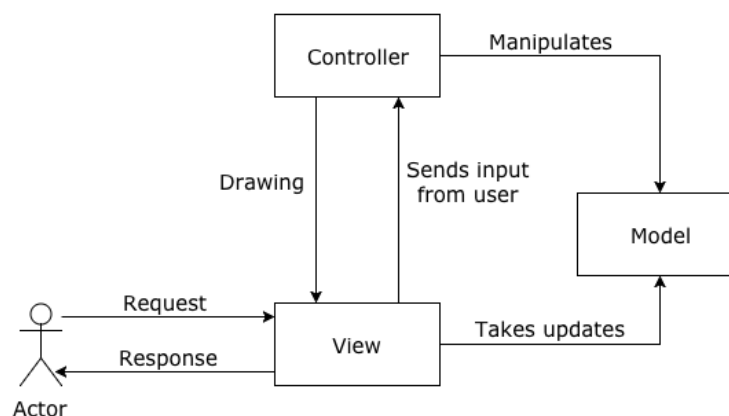 Controller
Manipulates
Drawing
Sends input
from user
Model
Request
View
Takes updates
Response
Actor